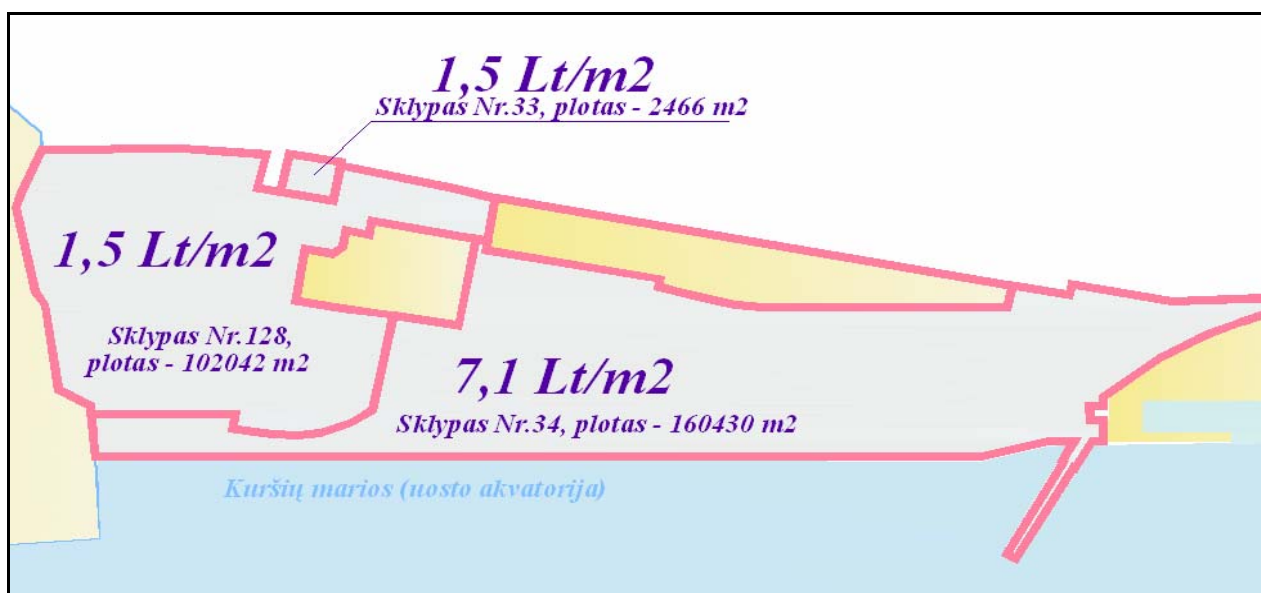 1,5 Lt/m2
Sklypas Nr.33, plotas - 2466 m2
1,5 Lt/m2
Sklypas Nr.128,
plotas - 102042 m2
7,1 Lt/m2
Sklypas Nr.34, plotas - 160430 m2
Kuršių marios (uosto akvatorija)